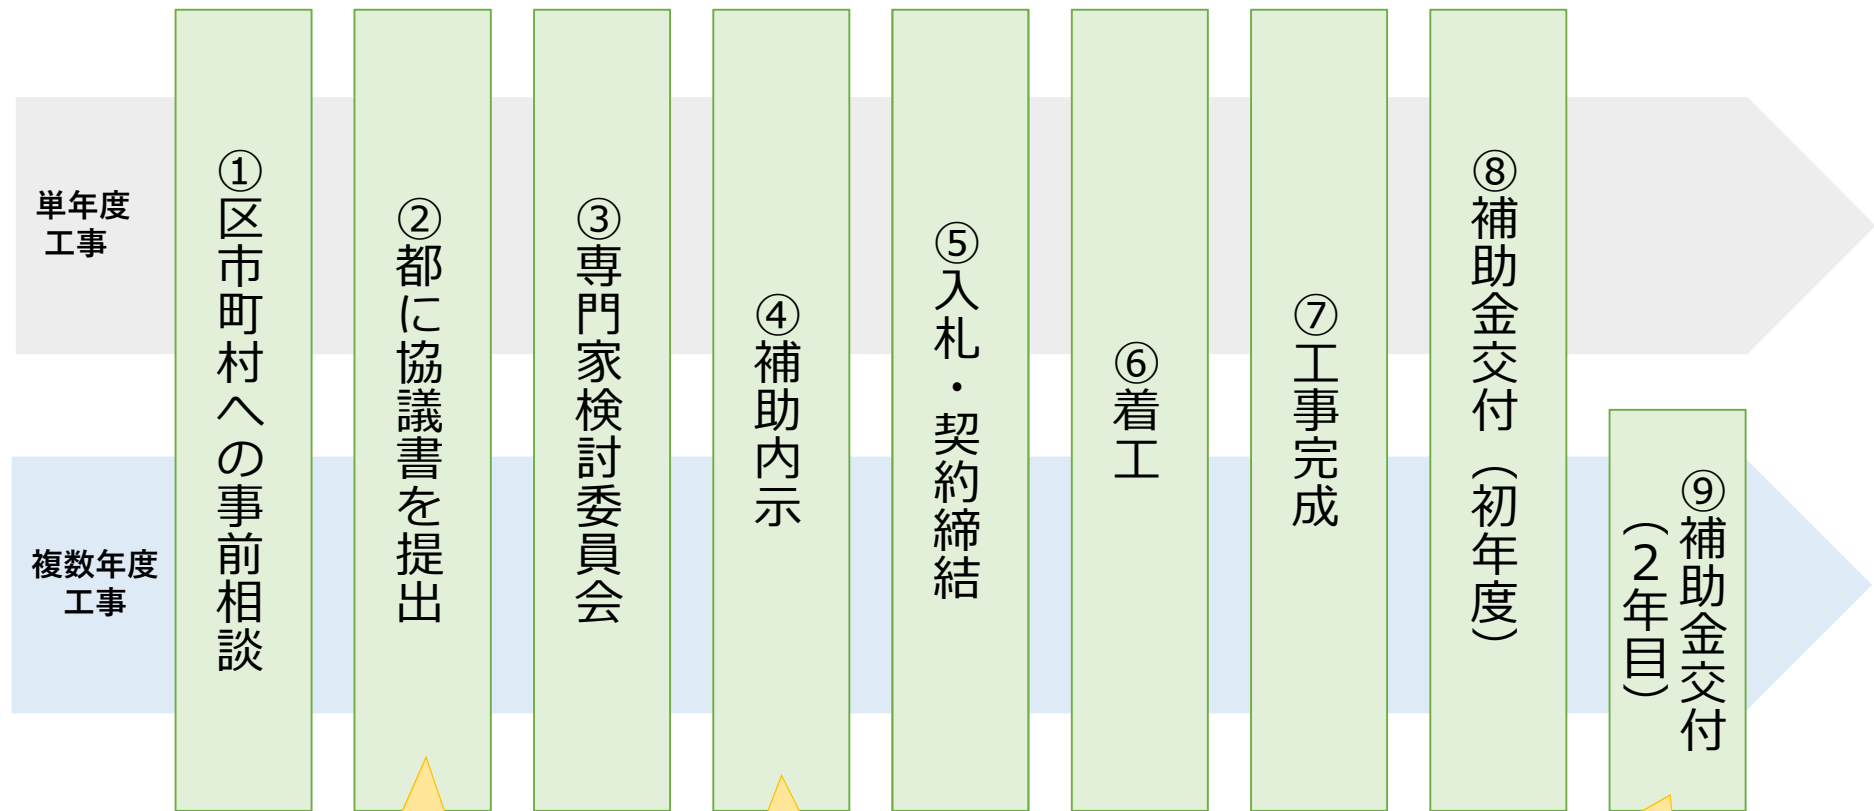 単年度
工事
複数年度
工事
①区市町村への事前相談
②都に協議書を提出
③専門家検討委員会
④補助内示
⑤入札・契約締結
⑥着工
⑦工事完成
⑧補助金交付（初年度）
⑨補助金交付
（２年目）